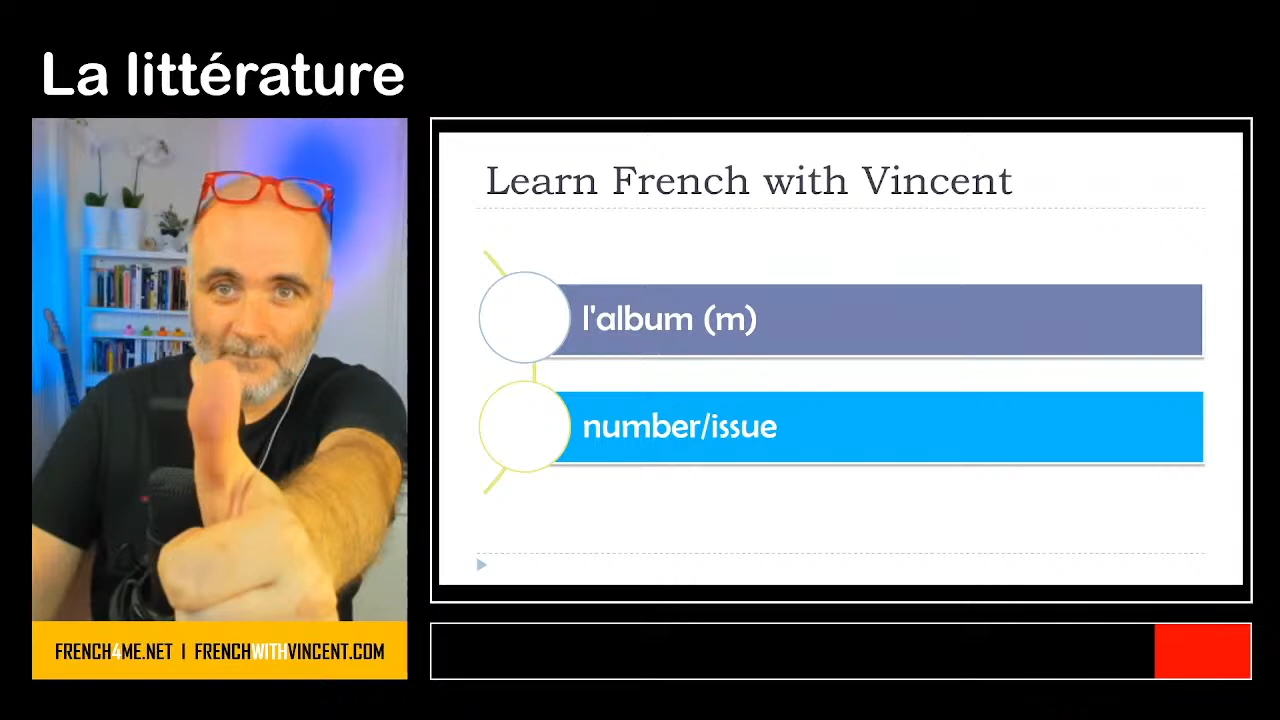 La littérature
Learn French with Vincent
l'album (m)
number/issue
FRENCH4ME.NET I FRENCHWITHVINCENT.COM